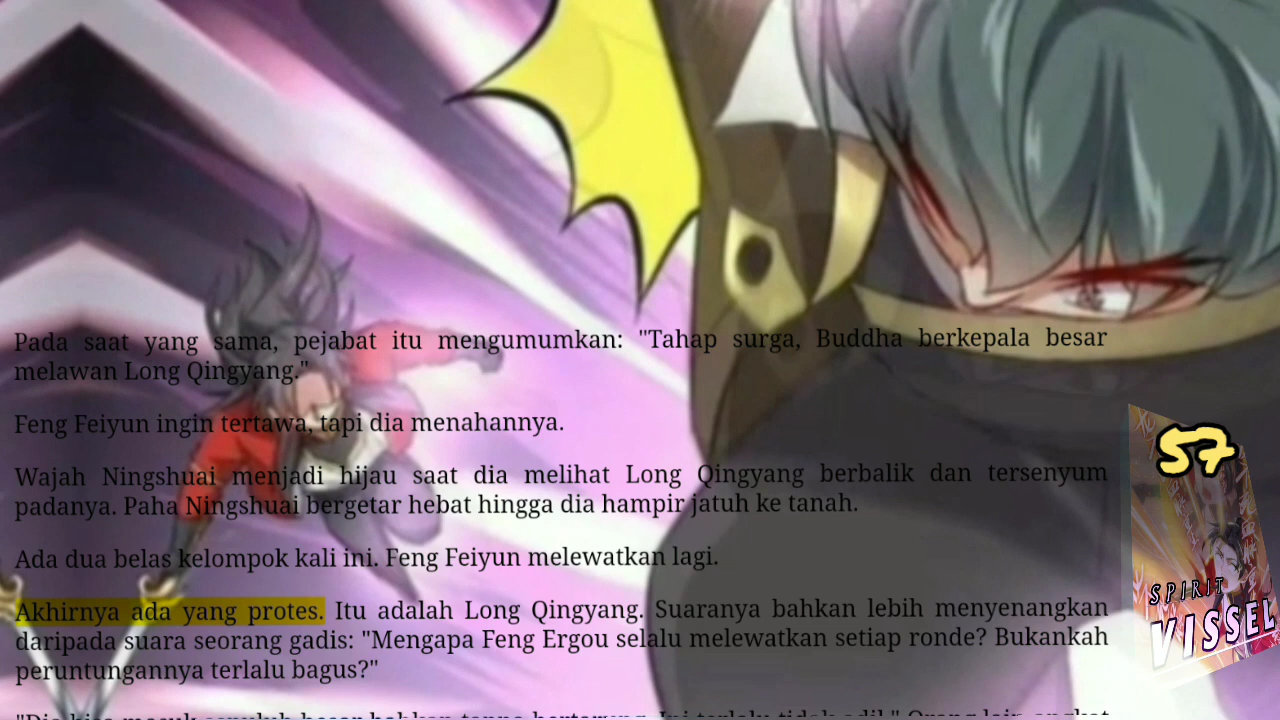 Pada saat yang sama, pejabat itu mengumumkan: "Tahap surga, Buddha berkepala besar
melawan Long Qingyang."
Feng Feiyun ingin tertawa, tapi dia menahannya.
Wajah Ningshuai menjadi hijau saat dia melihat Long Qingyang berbalik dan tersenyum
padanya. Paha Ningshuai bergetar hebat hingga dia hampir jatuh ke tanah.
Ada dua belas kelompok kali ini. Feng Feiyun melewatkan lagi.
Akhirnya ada yang protes. Itu adalah Long Qingyang. Suaranya bahkan lebih menyenangkan
daripada suara seorang gadis: "Mengapa Feng Ergou selalu melewatkan setiap ronde? Bukankah
peruntungannya terlalu bagus?"
57
SPIRIT
VISSEL